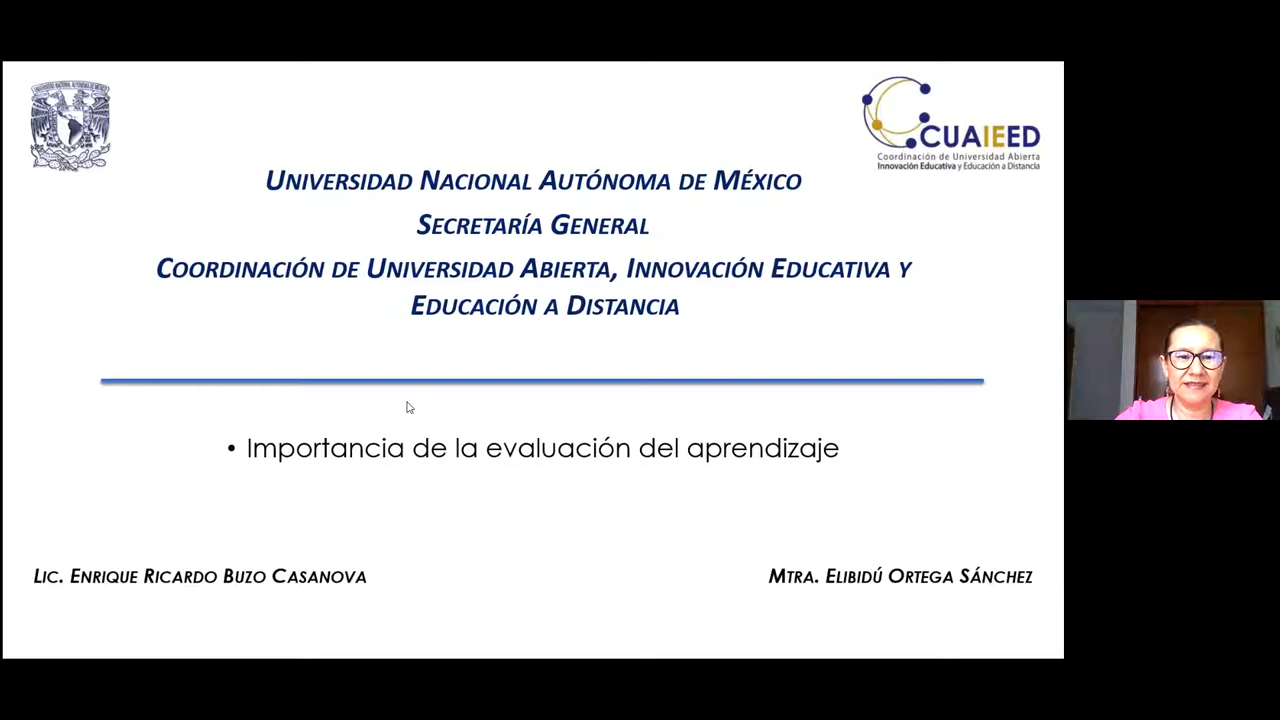 CUAIEED
Coordinación de Universidad Abierta
Innovación Educativa y Educación a Distancia
UNIVERSIDAD NACIONAL AUTÓNOMA DE MÉXICO
SECRETARÍA GENERAL
COORDINACIÓN DE UNIVERSIDAD ABIERTA, INNOVACIÓN EDUCATIVA Y
EDUCACIÓN A DISTANCIA
• Importancia de la evaluación del aprendizaje
LIC. ENRIQUE RICARDO BUZO CASANOVA
MTRA. ELIBIDÚ ORTEGA SÁNCHEZ